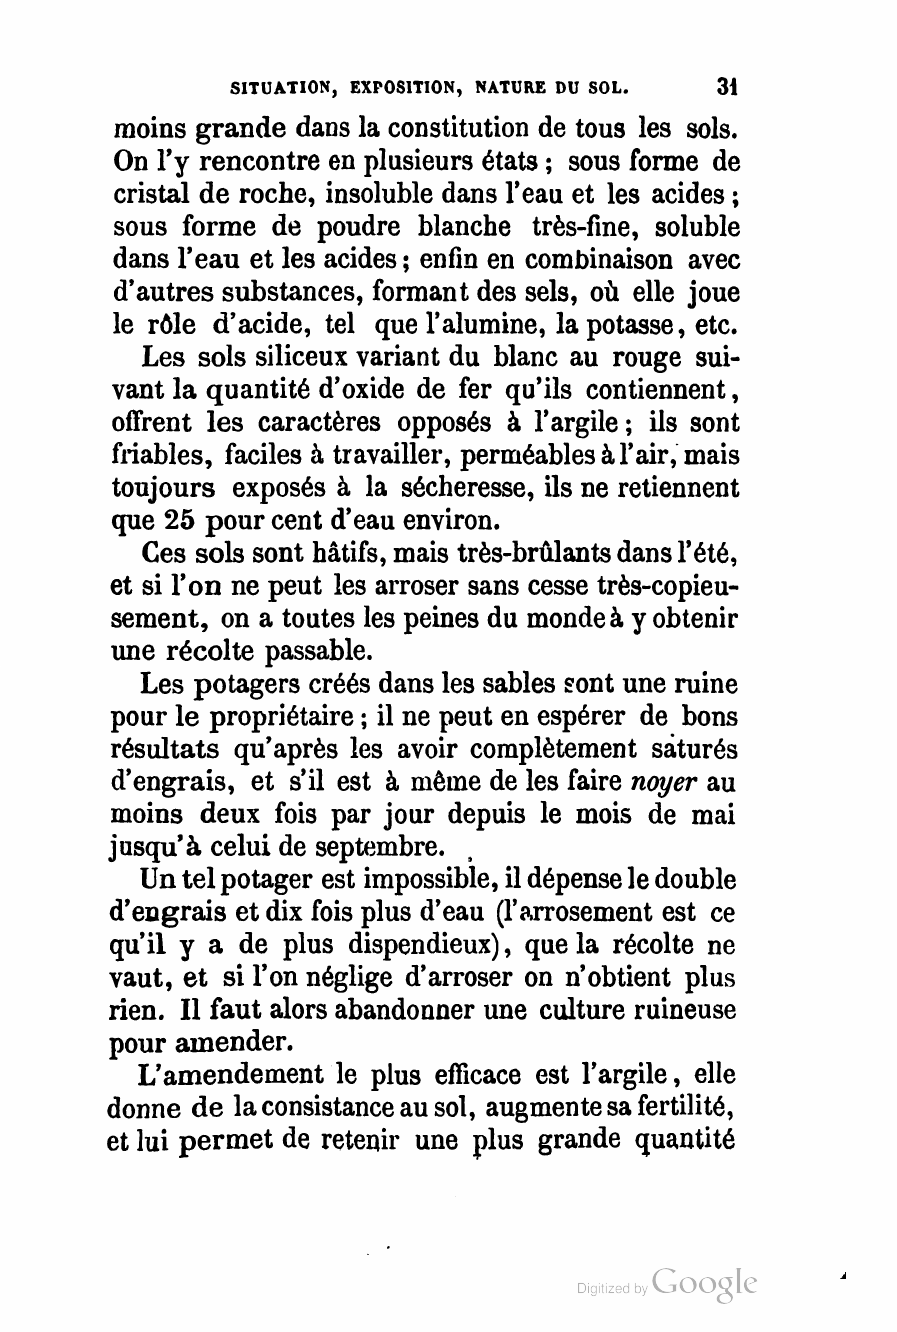 SITUATION, EXPOSITION, NATURE DU SOL. 31
moins grande dans la constitution de tous les sols.
On l'y rencontre en plusieurs états ; sous forme de
cristal de roche, insoluble dans l'eau et les acides ;
sous forme de poudre blanche très-fine, soluble
dans l'eau et les acides ; enfin en combinaison avec
d'autres substances, formant des sels, où elle joue
le rôle d'acide, tel que l'alumine, la potasse, etc.
Les sols siliceux variant du blanc au rouge sui-
vant la quantité d'oxide de fer qu'ils contiennent,
offrent les caractères opposés à l'argile ; ils sont
friables, faciles à travailler, perméables à l'air, mais
toujours exposés à la sécheresse, ils ne retiennent
que 25 pour cent d'eau environ.
Ces sols sont hâtifs, mais très-brûlants dans l'été,
et si l'on ne peut les arroser sans cesse très-copieu-
sement, on a toutes les peines du monde à y obtenir
une récolte passable.
Les potagers créés dans les sables sont une ruine
pour le propriétaire ; il ne peut en espérer de bons
résultats qu'après les avoir complètement saturés
d'engrais, et s'il est à même de les faire noyer au
moins deux fois par jour depuis le mois de mai
jusqu'à celui de septembre.
Un tel potager est impossible, il dépense le double
d'engrais et dix fois plus d'eau (l'arrosement est ce
qu'il y a de plus dispendieux), que la récolte ne
vaut, et si l'on néglige d'arroser on n'obtient plus
rien. Il faut alors abandonner une culture ruineuse
pour amender.
L'amendement le plus efficace est l'argile, elle
donne de la consistance au sol, augmente sa fertilité,
et lui permet de retenir une plus grande quantité
Digitized by Google